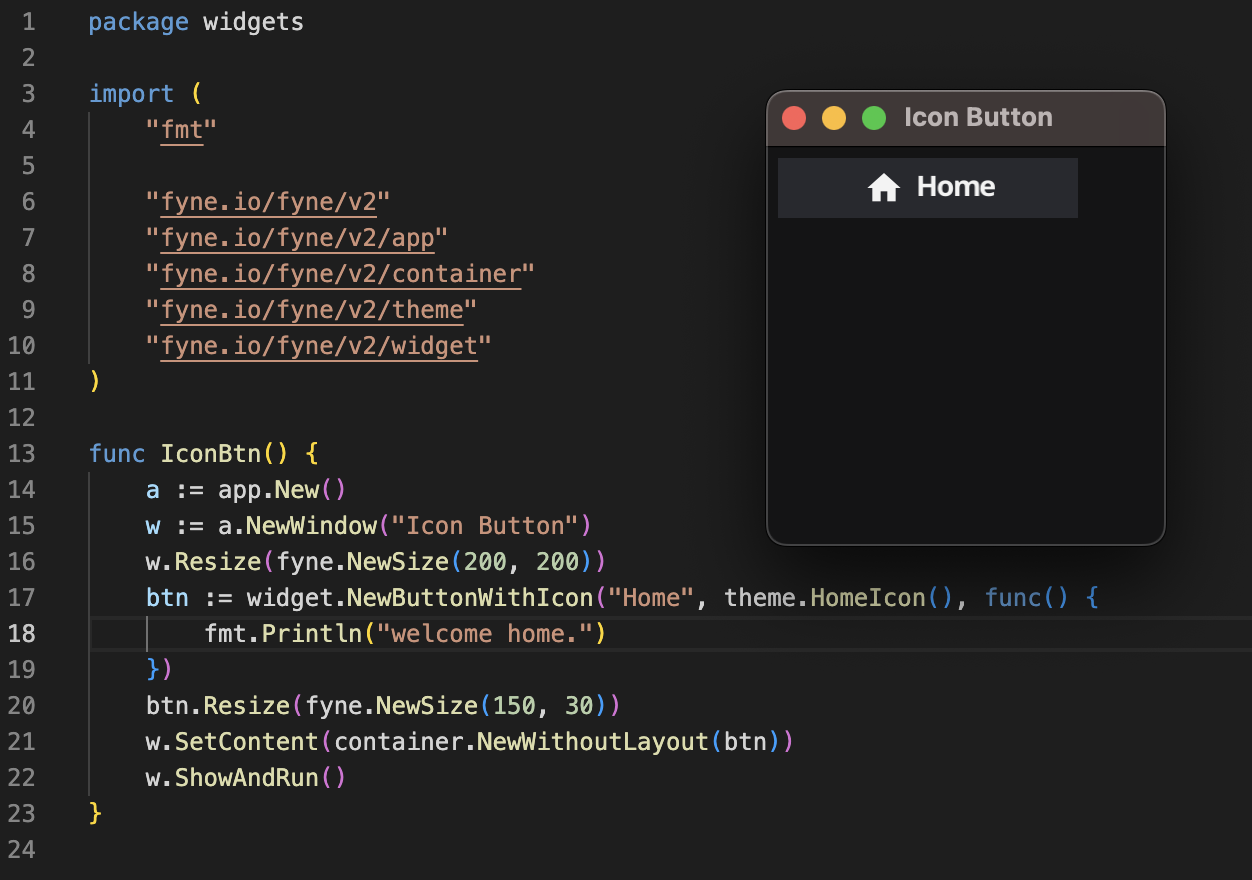 1 package widgets
2
3 import (
4 "fmt"
5
6 "fyne.io/fyne/v2"
7 "fyne.io/fyne/v2/app"
8 "fyne.io/fyne/v2/container"
9 "fyne.io/fyne/v2/theme"
10 "fyne.io/fyne/v2/widget"
11 )
12
13 func IconBtn() {
14 a := app.New()
15 w := a.NewWindow("Icon Button")
16 w.Resize(fyne.NewSize(200, 200))
17 btn := widget.NewButtonWithIcon("Home", theme.HomeIcon(), func() {
18 fmt.Println("welcome home.")
19 })
20 btn.Resize(fyne.NewSize(150, 30))
21 w.SetContent(container.NewWithoutLayout(btn))
22 w.ShowAndRun()
23 }
24
Icon Button
Home